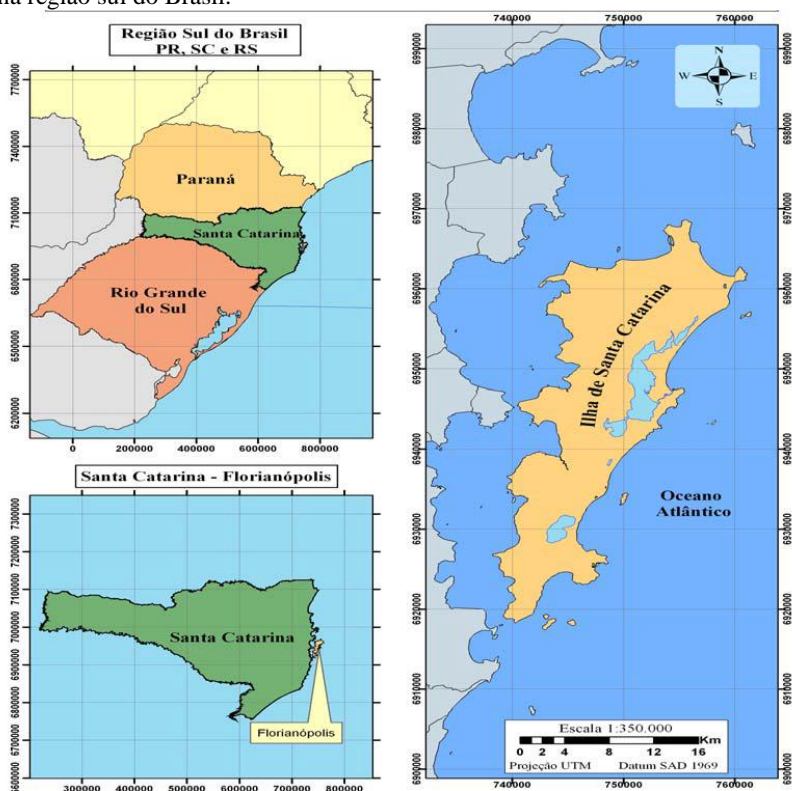 na região sul do Brasil.
Região Sul do Brasil
PR, SC e RS
7700000
7400000
7100000
6800000
6500000
6200000
Paraná
Santa Catarina
Rio Grande
do Sul
0
200000
400000
600000
800000
Santa Catarina - Florianópolis
7300000
7200000
7100000
7000000
6900000
6800000
6700000
6600000
Santa Catarina
Florianópolis
300000
400000
500000
600000
700000
800000
740000
750000
760000
6990000
6980000
6970000
6960000
6950000
6940000
6930000
6920000
6910000
6900000
N
W
E
S
Ilha de Santa Catarina
Oceano
Atlântico
Escala 1:350.000
0 2 4 8 12 16 Km
Projeção UTM Datum SAD 1969
740000
750000
760000